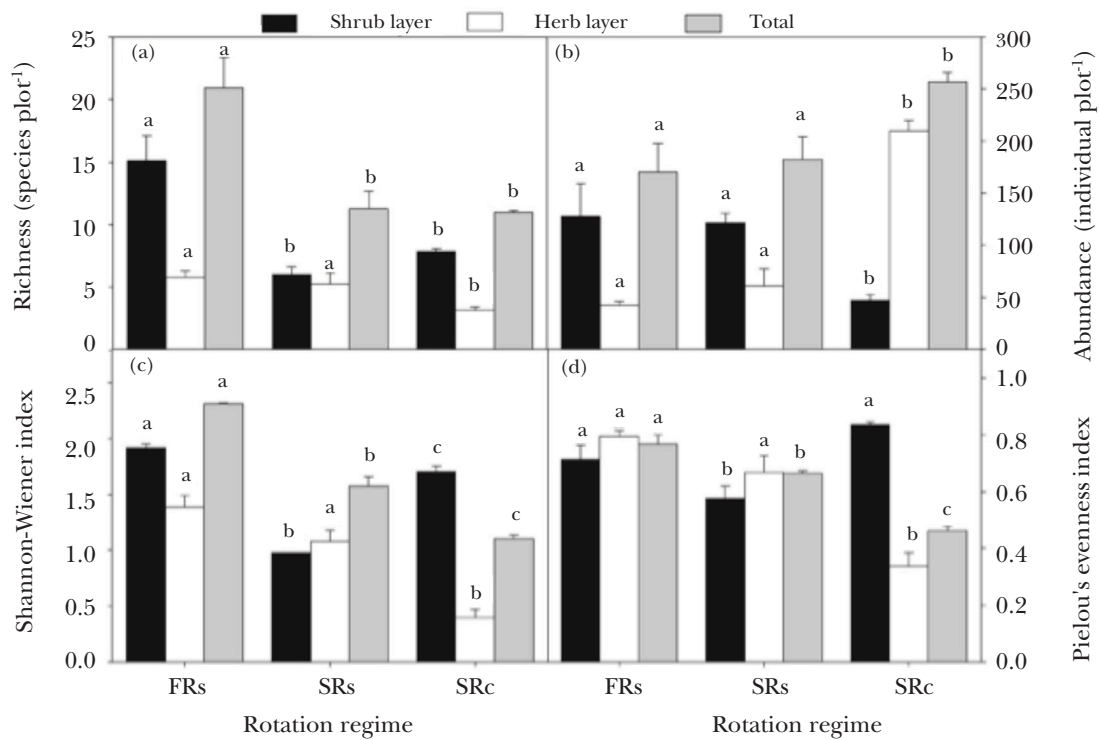 Shrub layer Herb layer Total
(a)
(b)
(c)
(d)
Richness (species plot⁻¹)
25
20
15
10
5
0
a
a
a
b
a
b
b
b
b
Abundance (individual plot⁻¹)
300
250
200
150
100
50
0
a
a
a
a
a
a
b
b
b
Shannon-Wiener index
2.5
2.0
1.5
1.0
0.5
0.0
a
a
a
b
a
b
c
b
c
Pielou's evenness index
1.0
0.8
0.6
0.4
0.2
0.0
a
a
a
b
a
b
a
b
c
FRs SRs SRc FRs SRs SRc
Rotation regime Rotation regime